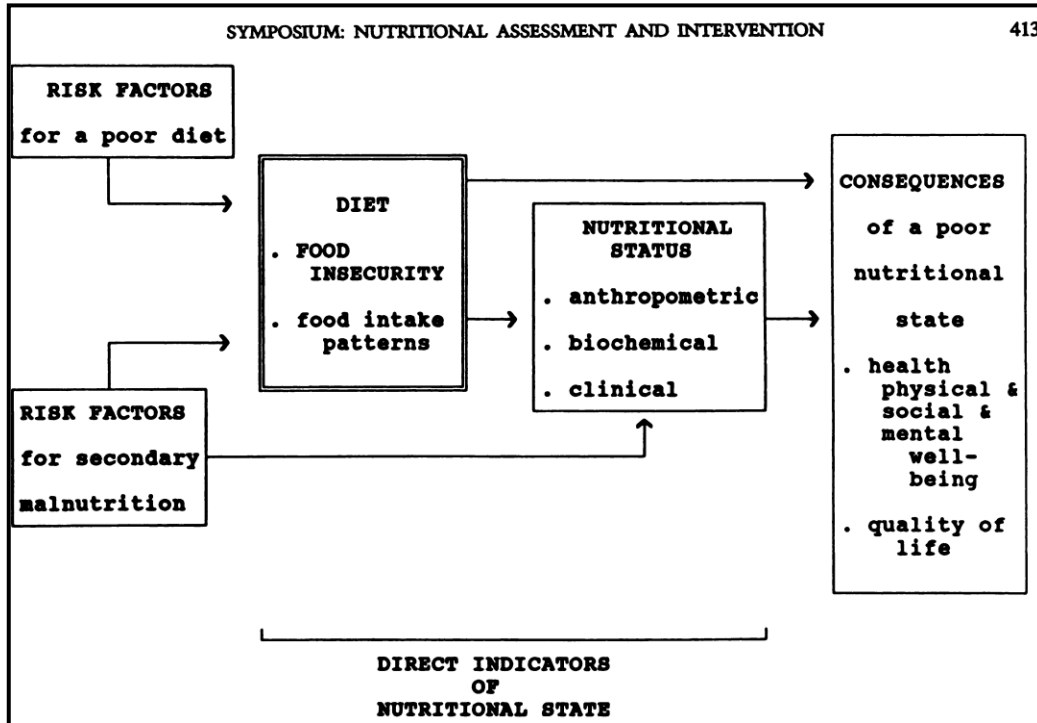 SYMPOSIUM: NUTRITIONAL ASSESSMENT AND INTERVENTION 413
RISK FACTORS
for a poor diet
DIET
. FOOD
INSECURITY
. food intake
patterns
RISK FACTORS
for secondary
malnutrition
NUTRITIONAL
STATUS
. anthropometric
. biochemical
. clinical
CONSEQUENCES
of a poor
nutritional
state
. health
physical &
social &
mental
well-
being
. quality of
life
DIRECT INDICATORS
OF
NUTRITIONAL STATE